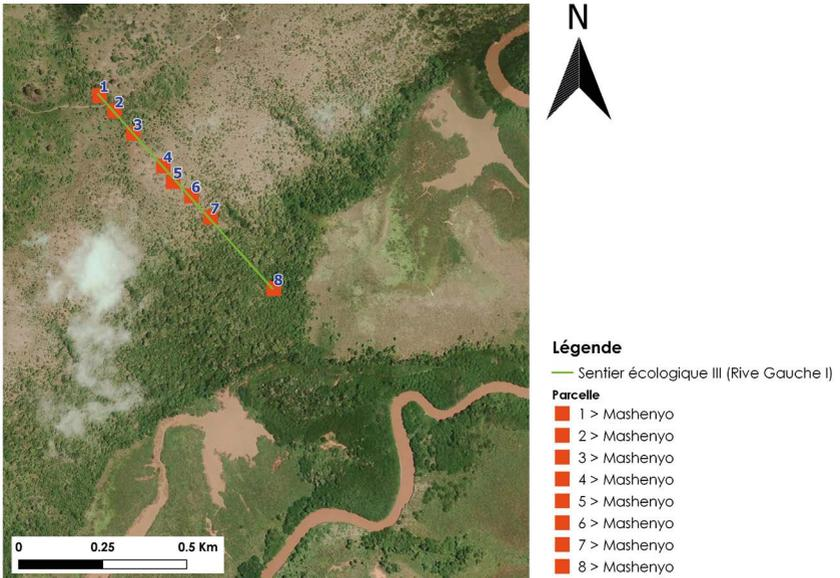 N
1
2
3
4
5
6
7
8
Légende
Sentier écologique III (Rive Gauche I)
Parcelle
1 > Mashenyo
2 > Mashenyo
3 > Mashenyo
4 > Mashenyo
5 > Mashenyo
6 > Mashenyo
7 > Mashenyo
8 > Mashenyo
0 0.25 0.5 Km